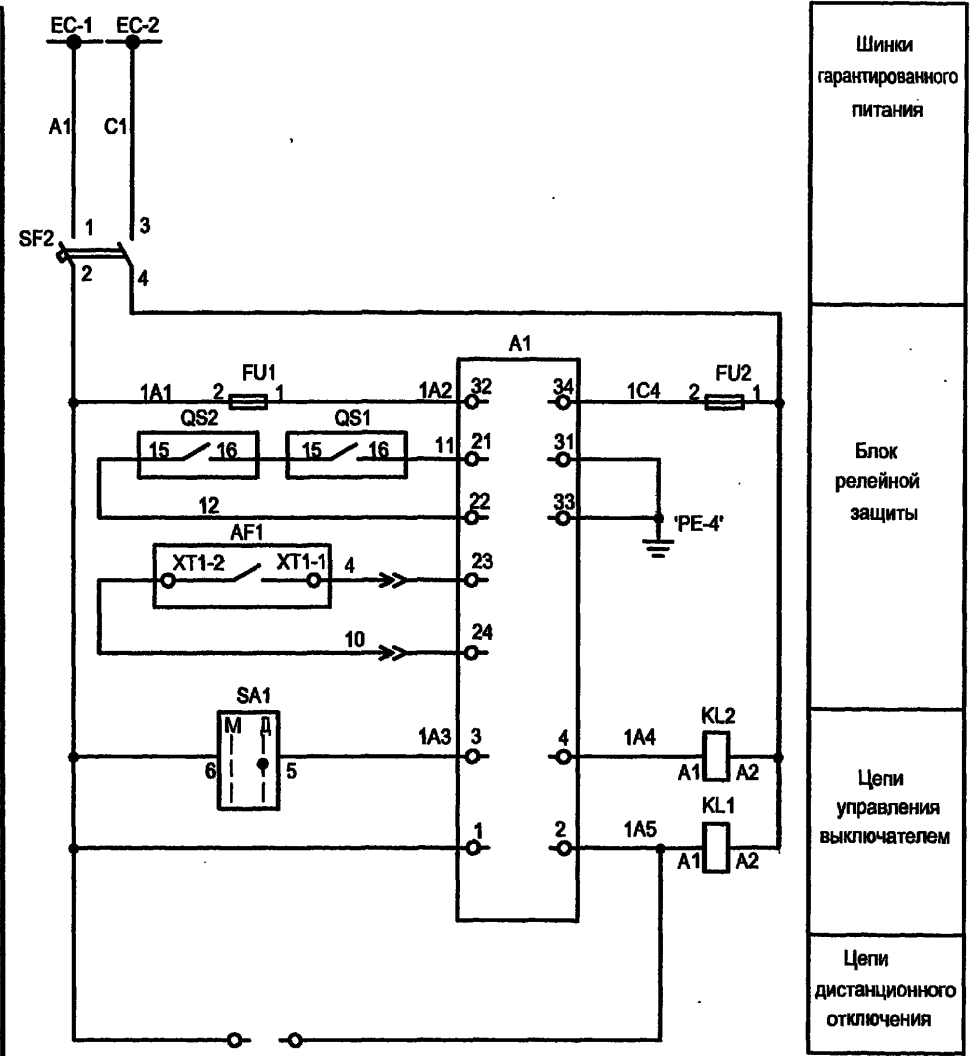 EC-1 EC-2
A1 C1
1 3
SF2
2 4
A1
FU1 FU2
1A1 2 1 1A2 32 34 1C4 2 1
QS2 QS1
15 16 15 16 11 21 31
12 22 33
'PE-4'
AF1
XT1-2 XT1-1 4 23
10 24
SA1
М Д
6 5 1A3 3 4 1A4 KL2
A1 A2
1 2 1A5 KL1
A1 A2
Шинки
гарантированного
питания
Блок
релейной
защиты
Цепи
управления
выключателем
Цепи
дистанционного
отключения